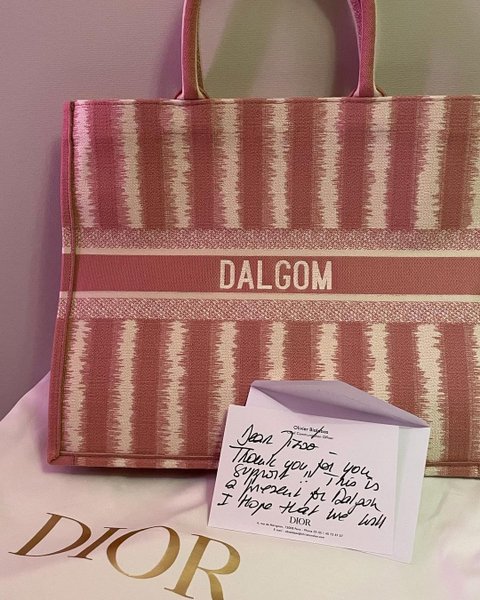 DALGOM
Dear Jisoo –
Thank you for you
support !! This is
a present for Dalgom
I Hope that we will
DIOR
DIOR